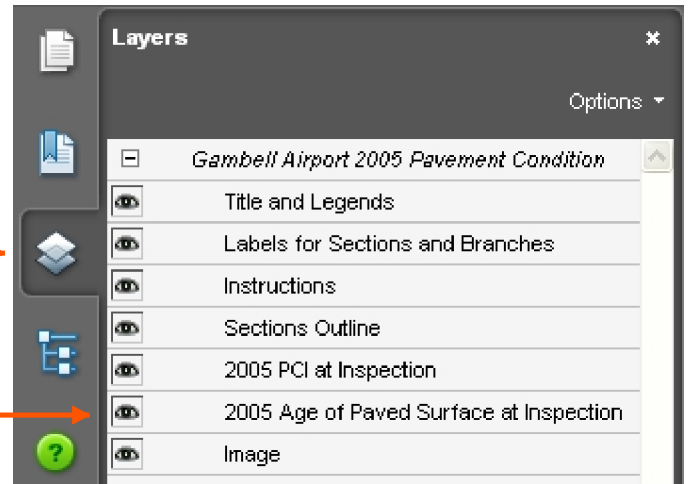 Layers
Options
Gambell Airport 2005 Pavement Condition
Title and Legends
Labels for Sections and Branches
Instructions
Sections Outline
2005 PCI at Inspection
2005 Age of Paved Surface at Inspection
Image
?